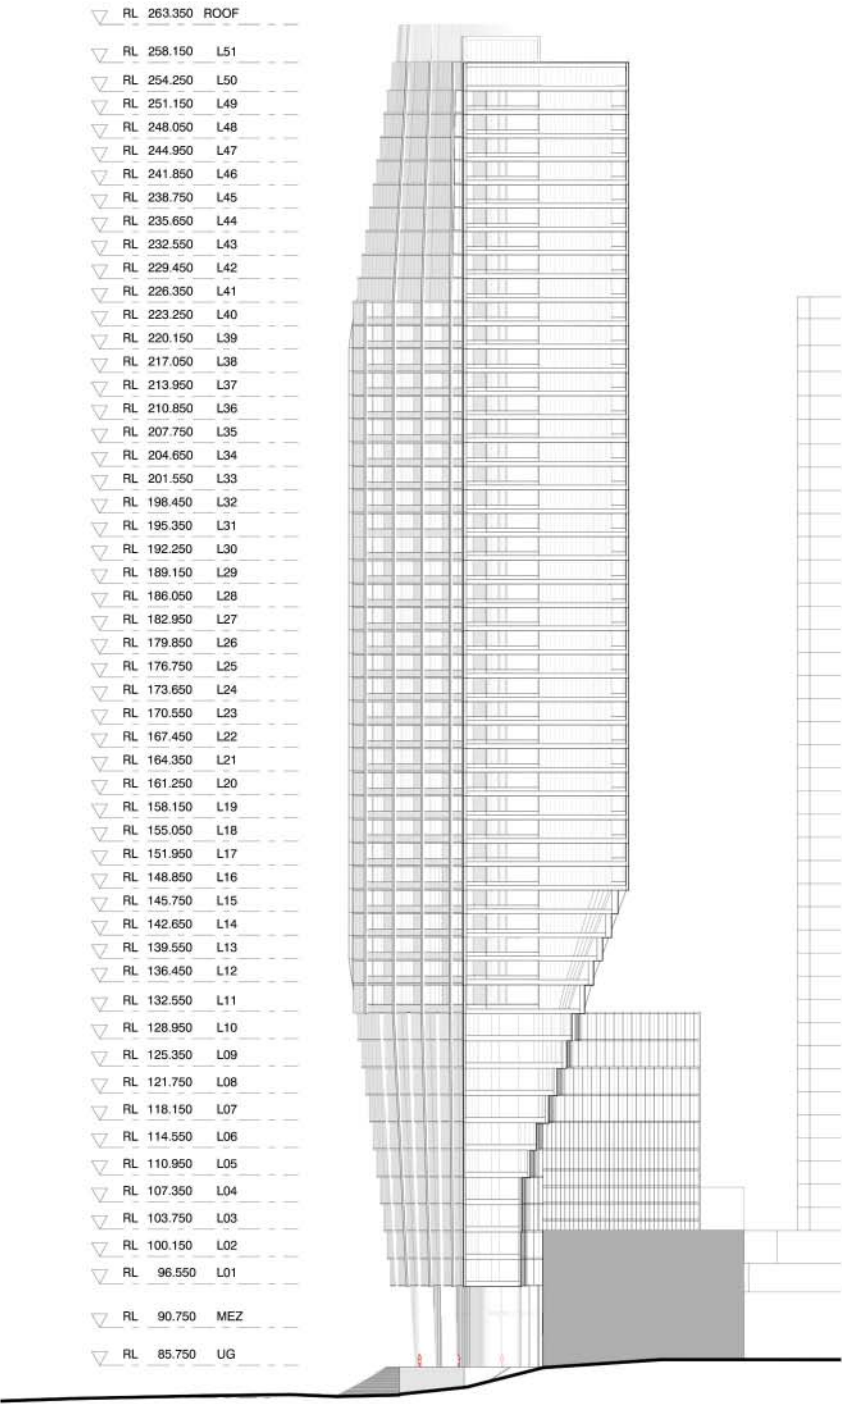 RL 263.350 ROOF
RL 258.150 L51
RL 254.250 L50
RL 251.150 L49
RL 248.050 L48
RL 244.950 L47
RL 241.850 L46
RL 238.750 L45
RL 235.650 L44
RL 232.550 L43
RL 229.450 L42
RL 226.350 L41
RL 223.250 L40
RL 220.150 L39
RL 217.050 L38
RL 213.950 L37
RL 210.850 L36
RL 207.750 L35
RL 204.650 L34
RL 201.550 L33
RL 198.450 L32
RL 195.350 L31
RL 192.250 L30
RL 189.150 L29
RL 186.050 L28
RL 182.950 L27
RL 179.850 L26
RL 176.750 L25
RL 173.650 L24
RL 170.550 L23
RL 167.450 L22
RL 164.350 L21
RL 161.250 L20
RL 158.150 L19
RL 155.050 L18
RL 151.950 L17
RL 148.850 L16
RL 145.750 L15
RL 142.650 L14
RL 139.550 L13
RL 136.450 L12
RL 132.550 L11
RL 128.950 L10
RL 125.350 L09
RL 121.750 L08
RL 118.150 L07
RL 114.550 L06
RL 110.950 L05
RL 107.350 L04
RL 103.750 L03
RL 100.150 L02
RL 96.550 L01
RL 90.750 MEZ
RL 85.750 UG